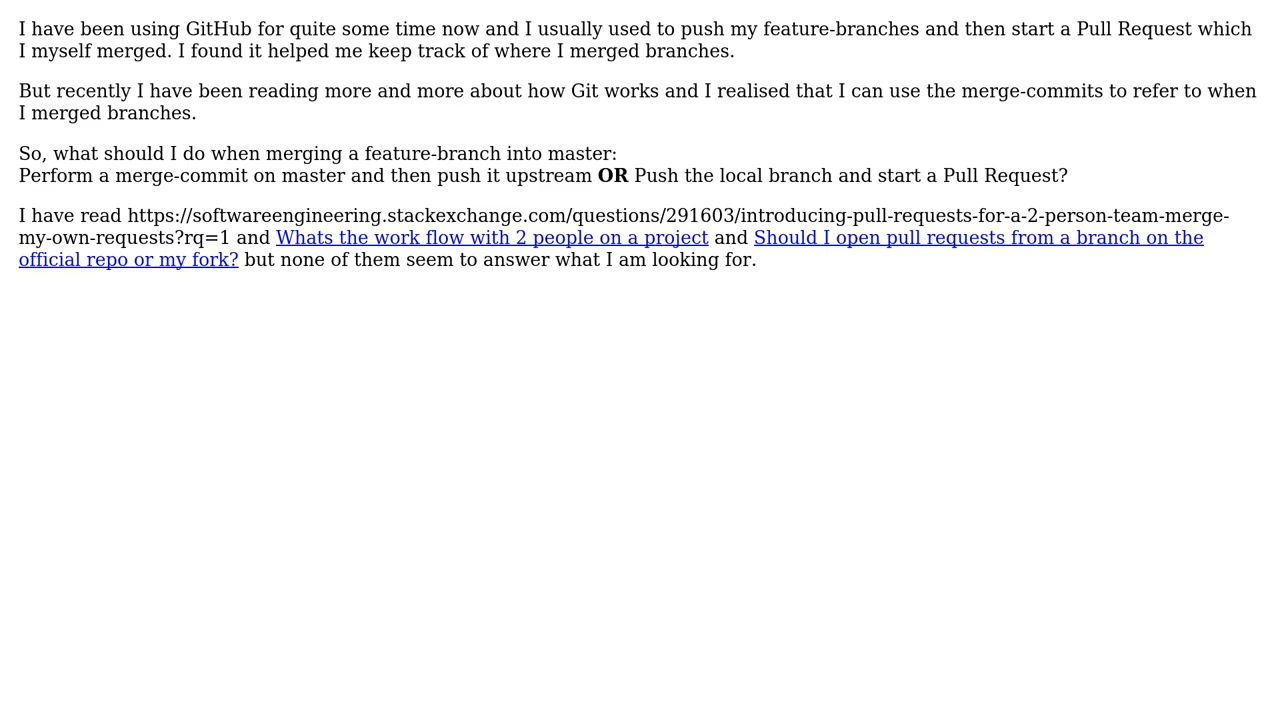 I have been using GitHub for quite some time now and I usually used to push my feature-branches and then start a Pull Request which
I myself merged. I found it helped me keep track of where I merged branches.
But recently I have been reading more and more about how Git works and I realised that I can use the merge-commits to refer to when
I merged branches.
So, what should I do when merging a feature-branch into master:
Perform a merge-commit on master and then push it upstream OR Push the local branch and start a Pull Request?
I have read https://softwareengineering.stackexchange.com/questions/291603/introducing-pull-requests-for-a-2-person-team-merge-
my-own-requests?rq=1 and Whats the work flow with 2 people on a project and Should I open pull requests from a branch on the
official repo or my fork? but none of them seem to answer what I am looking for.